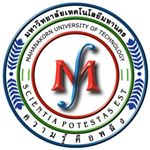 มหาวิทยาลัยเทคโนโลยีมหานคร
MAHANAKORN UNIVERSITY OF TECHNOLOGY
M
SCIENTIA POTESTAS EST
ความรู้คือพลัง